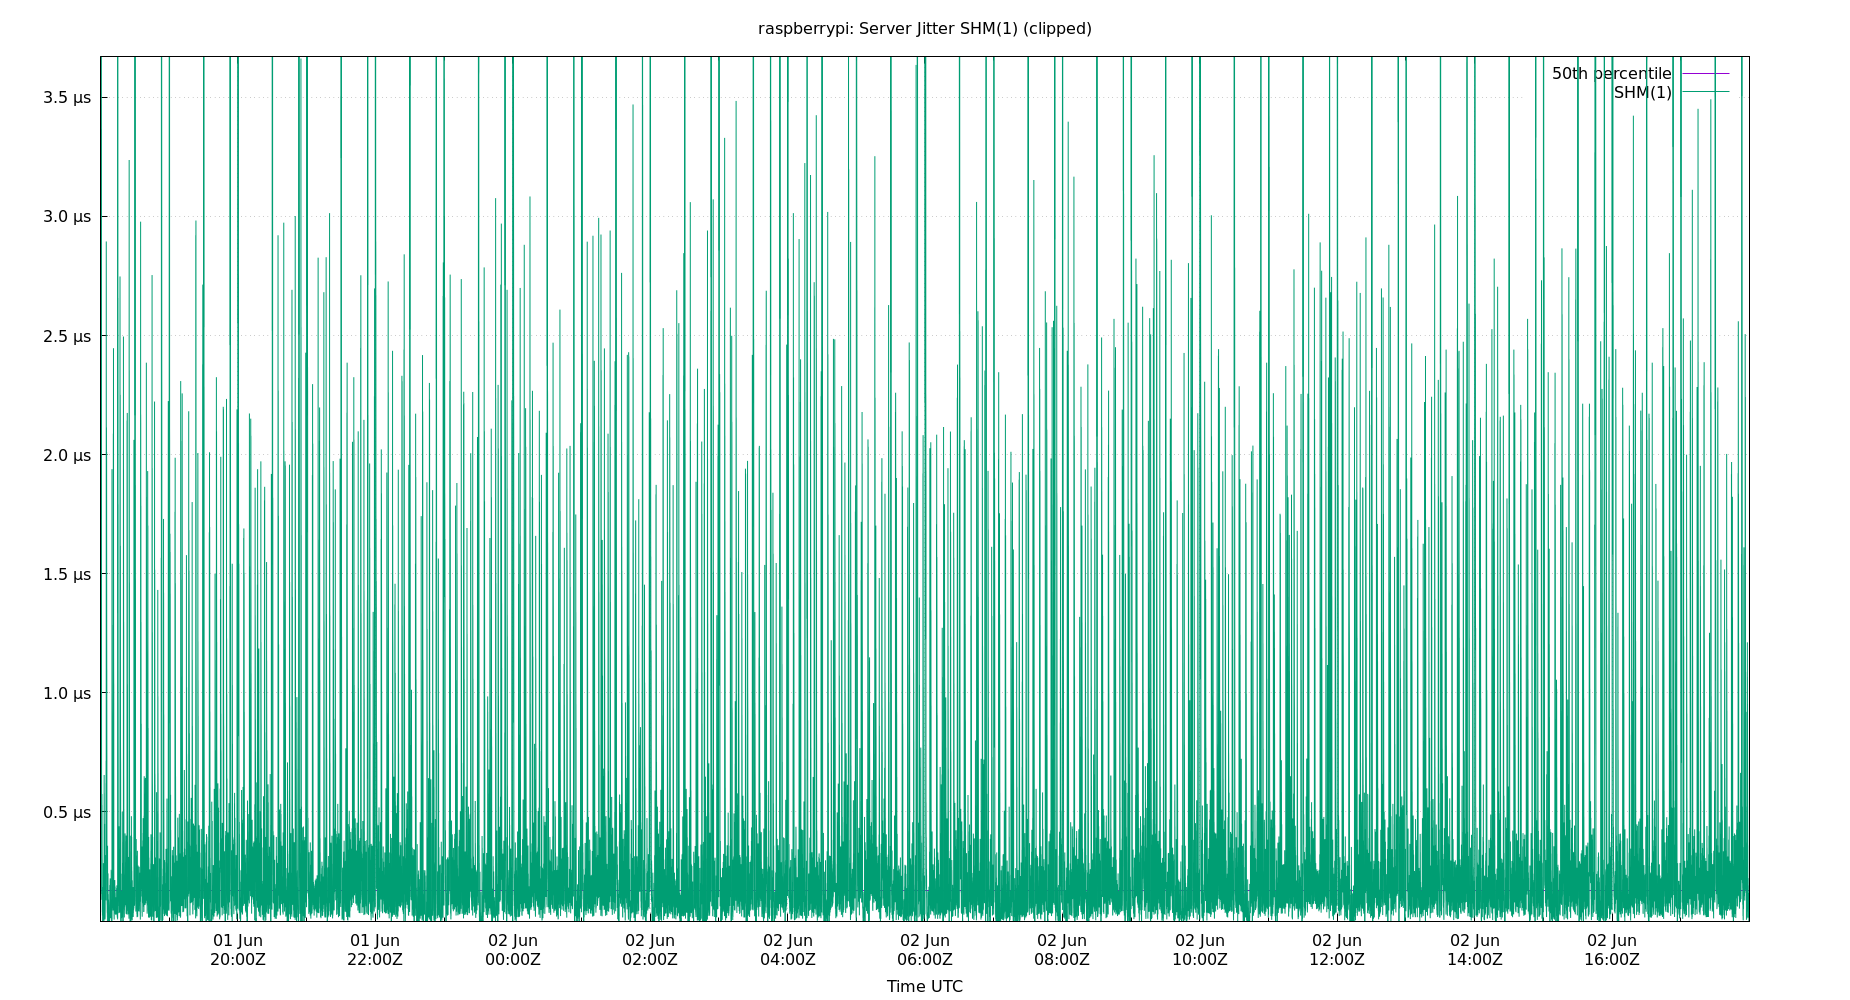 raspberrypi: Server Jitter SHM(1) (clipped)
50th percentile
SHM(1)
3.5 µs
3.0 µs
2.5 µs
2.0 µs
1.5 µs
1.0 µs
0.5 µs
01 Jun 01 Jun 02 Jun 02 Jun 02 Jun 02 Jun 02 Jun 02 Jun 02 Jun 02 Jun 02 Jun
20:00Z 22:00Z 00:00Z 02:00Z 04:00Z 06:00Z 08:00Z 10:00Z 12:00Z 14:00Z 16:00Z
Time UTC